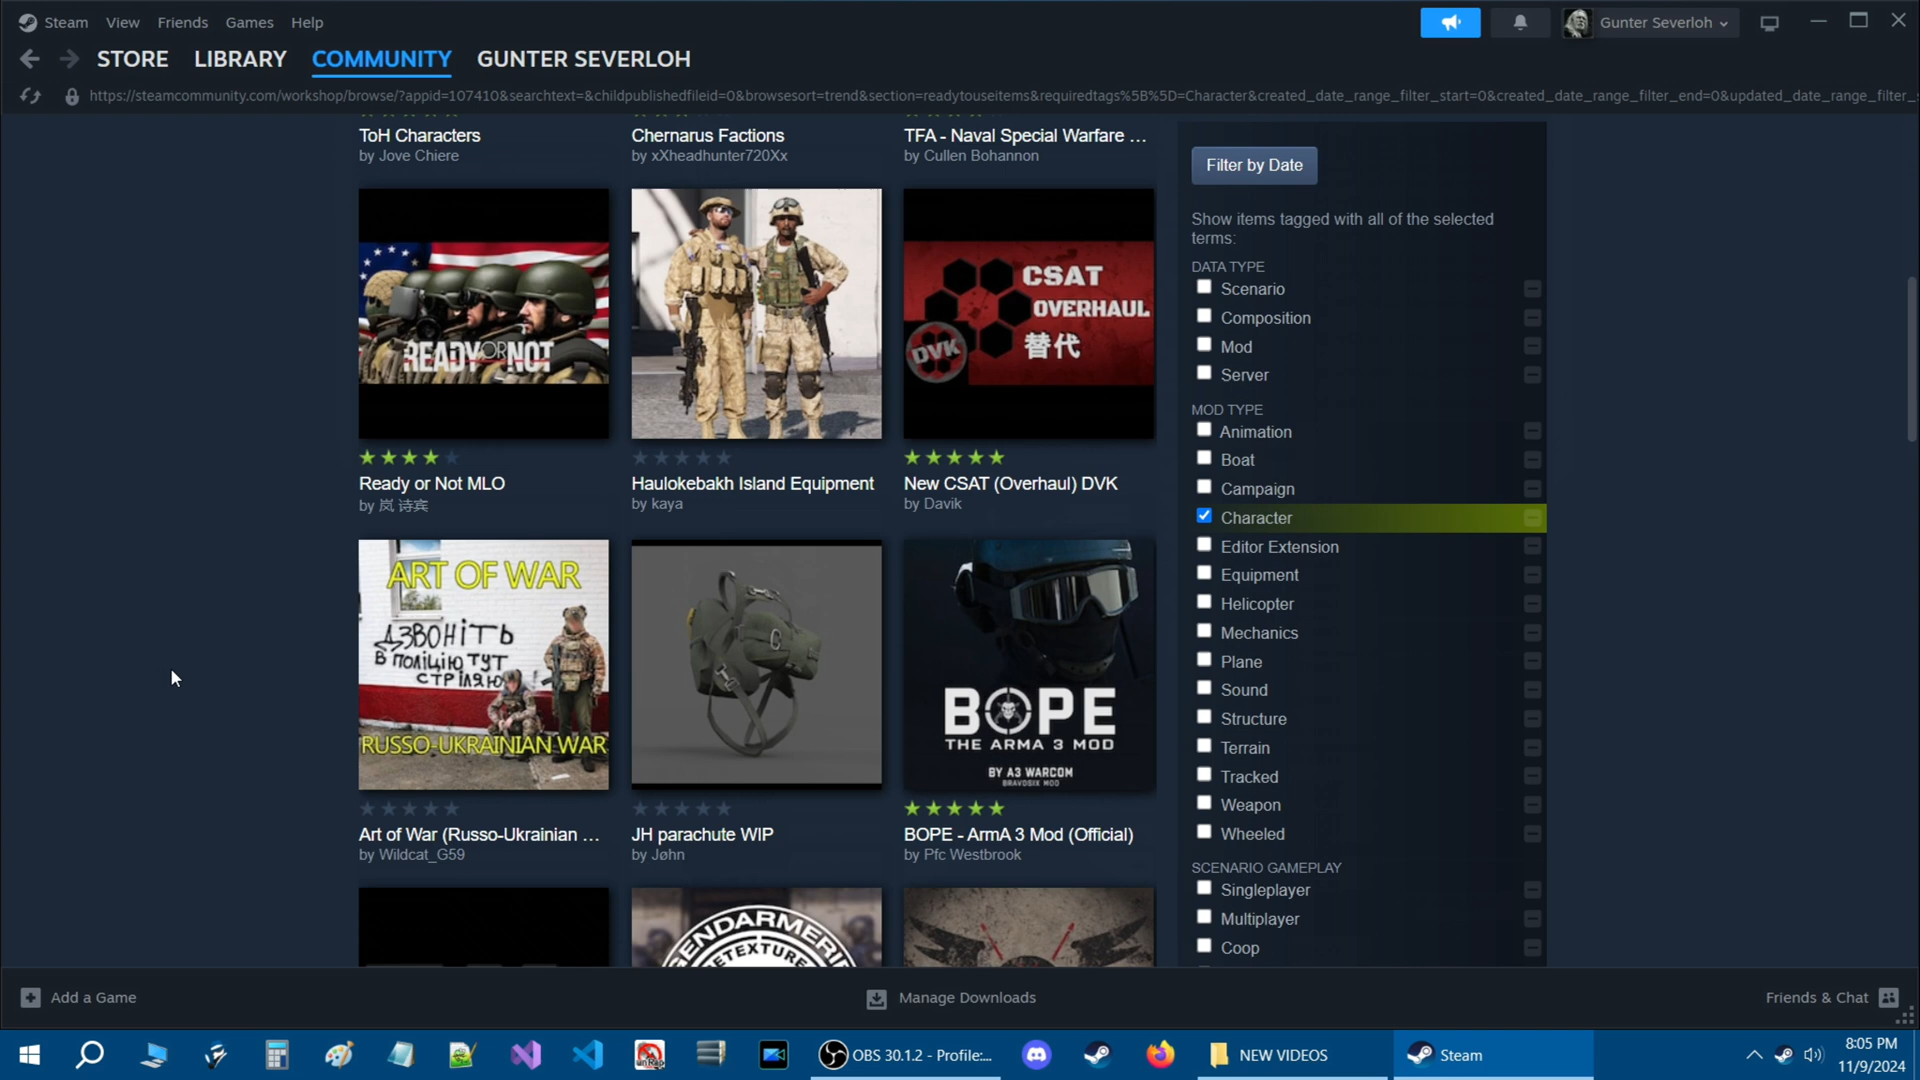 Steam View Friends Games Help
Gunter Severloh
STORE LIBRARY COMMUNITY GUNTER SEVERLOH
https://steamcommunity.com/workshop/browse/?appid=107410&searchtext=&childpublishedfileid=0&browsesort=trend&section=readytouseitems&requiredtags%5B%5D=Character&created_date_range_filter_start=0&created_date_range_filter_end=0&updated_date_range_filter_
ToH Characters
by Jove Chiere
Chernarus Factions
by xXheadhunter720Xx
TFA - Naval Special Warfare ...
by Cullen Bohannon
READY OR NOT
Ready or Not MLO
by 岚 诗宾
Haulokebakh Island Equipment
by kaya
CSAT
OVERHAUL
替代
DVK
New CSAT (Overhaul) DVK
by Davik
ART OF WAR
ДЗВОНІТЬ
В ПОЛІЦІЮ ТУТ
СТРІЛЯЮ
RUSSO-UKRAINIAN WAR
Art of War (Russo-Ukrainian ...
by Wildcat_G59
JH parachute WIP
by Jøhn
BOPE
THE ARMA 3 MOD
BY A3 WARCOM
BRAVOSIX MOD
BOPE - ArmA 3 Mod (Official)
by Pfc Westbrook
GENDARMERIE
RETEXTURE
Filter by Date
Show items tagged with all of the selected
terms:
DATA TYPE
Scenario
Composition
Mod
Server
MOD TYPE
Animation
Boat
Campaign
Character
Editor Extension
Equipment
Helicopter
Mechanics
Plane
Sound
Structure
Terrain
Tracked
Weapon
Wheeled
SCENARIO GAMEPLAY
Singleplayer
Multiplayer
Coop
Add a Game
Manage Downloads
Friends & Chat
OBS 30.1.2 - Profile:...
NEW VIDEOS
Steam
8:05 PM
11/9/2024